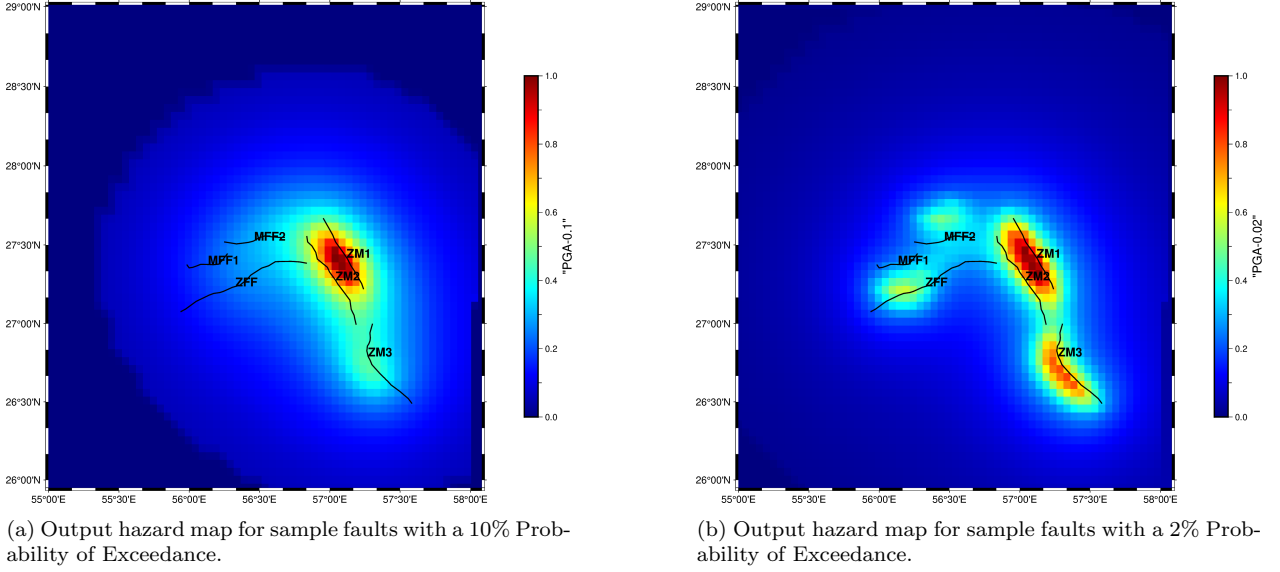 29°00'N
28°30'N
28°00'N
27°30'N
27°00'N
26°30'N
26°00'N
55°00'E 55°30'E 56°00'E 56°30'E 57°00'E 57°30'E 58°00'E
MFF2
MFF1
ZFF
ZM1
ZM2
ZM3
1.0
0.8
0.6
0.4
0.2
0.0
"PGA-0.1"
(a) Output hazard map for sample faults with a 10% Prob-
ability of Exceedance.
29°00'N
28°30'N
28°00'N
27°30'N
27°00'N
26°30'N
26°00'N
55°00'E 55°30'E 56°00'E 56°30'E 57°00'E 57°30'E 58°00'E
MFF2
MFF1
ZFF
ZM1
ZM2
ZM3
1.0
0.8
0.6
0.4
0.2
0.0
"PGA-0.02"
(b) Output hazard map for sample faults with a 2% Prob-
ability of Exceedance.